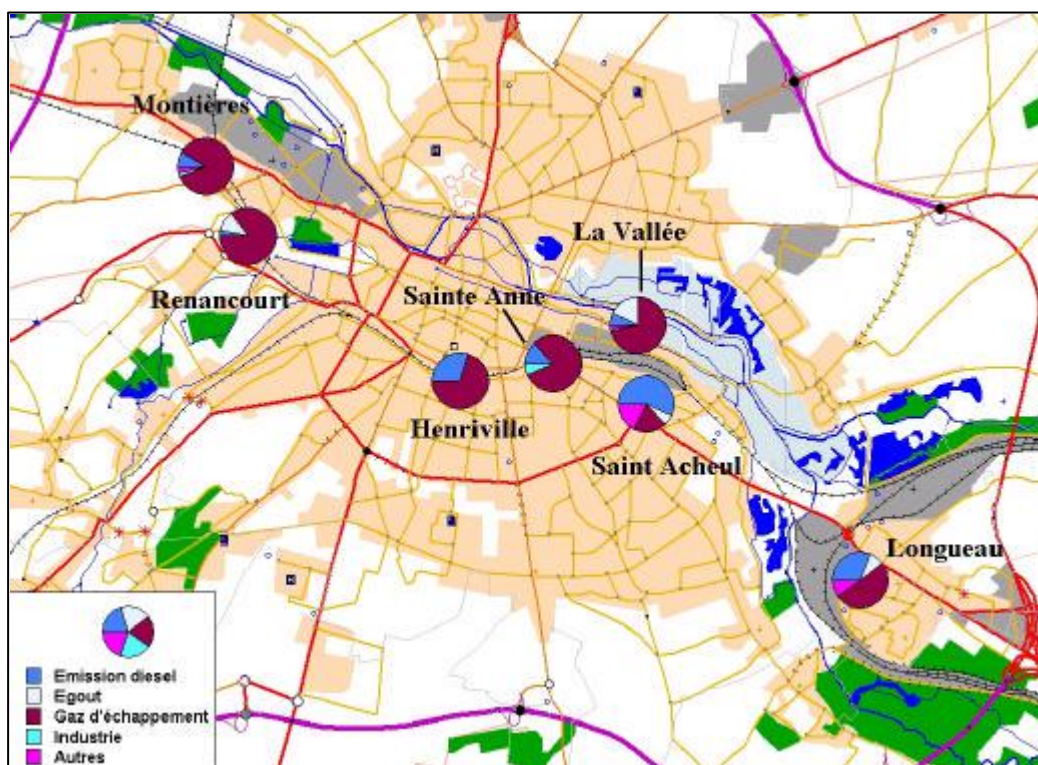 Montières
La Vallée
Renancourt
Sainte Anne
Henriville
Saint Acheul
Longueau
Emission diesel
Egout
Gaz d'échappement
Industrie
Autres